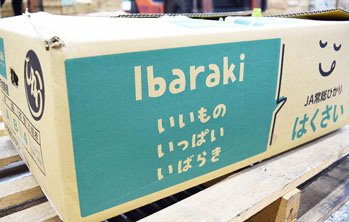 Ibaraki
いいもの
いっぱい
いばらき
JA常総ひかり
はくさい